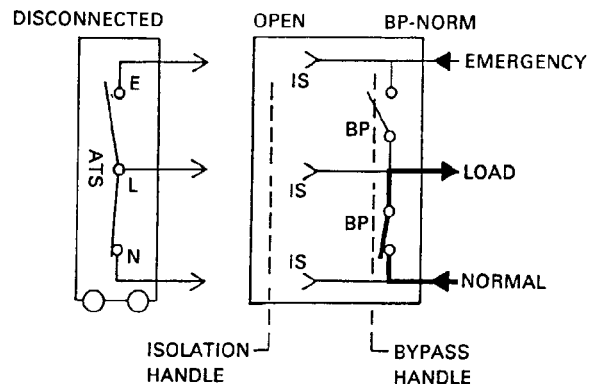 DISCONNECTED
OPEN
BP-NORM
E
ATS
L
N
IS
EMERGENCY
BP
IS
LOAD
BP
IS
NORMAL
ISOLATION
HANDLE
BYPASS
HANDLE